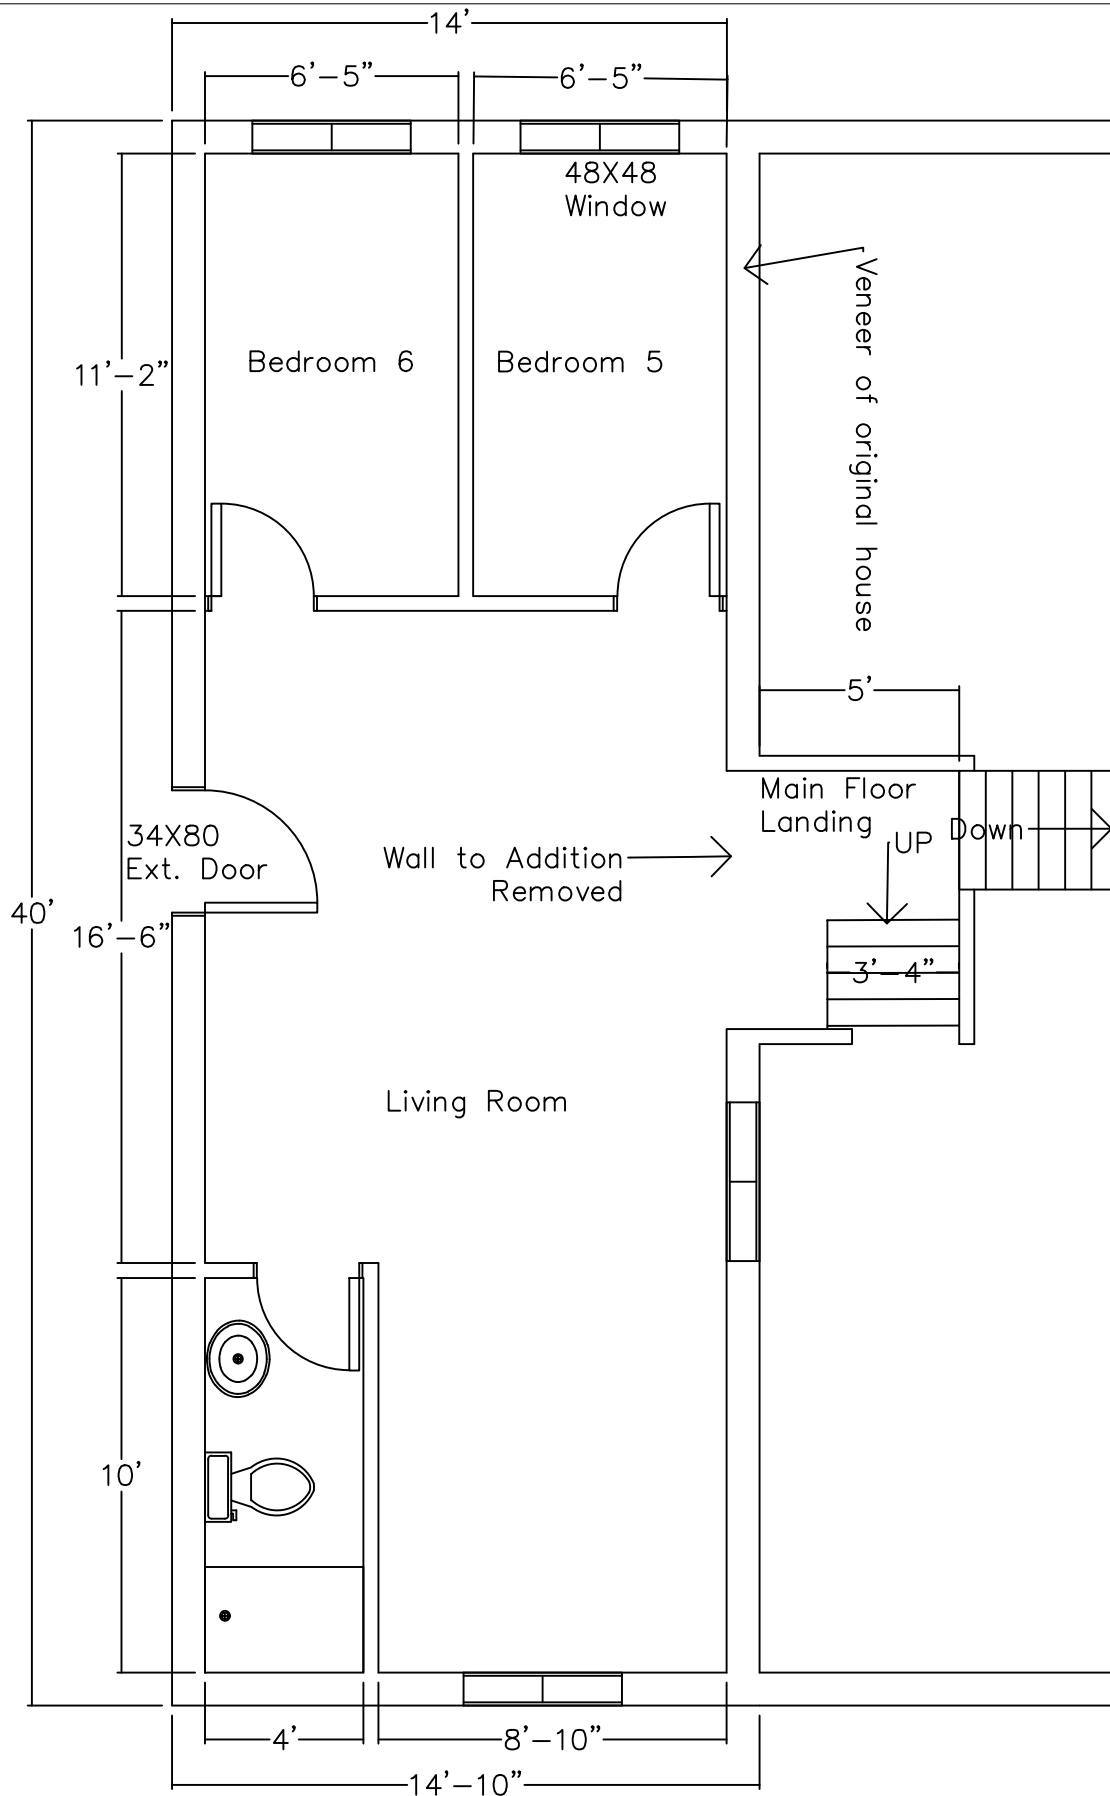 14'
6'-5"
6'-5"
48X48
Window
Veneer of original house
Bedroom 6
Bedroom 5
11'-2"
5'
Main Floor
Landing
UP
Down
34X80
Ext. Door
Wall to Addition
Removed
40'
16'-6"
3'-4"
Living Room
10'
4'
8'-10"
14'-10"